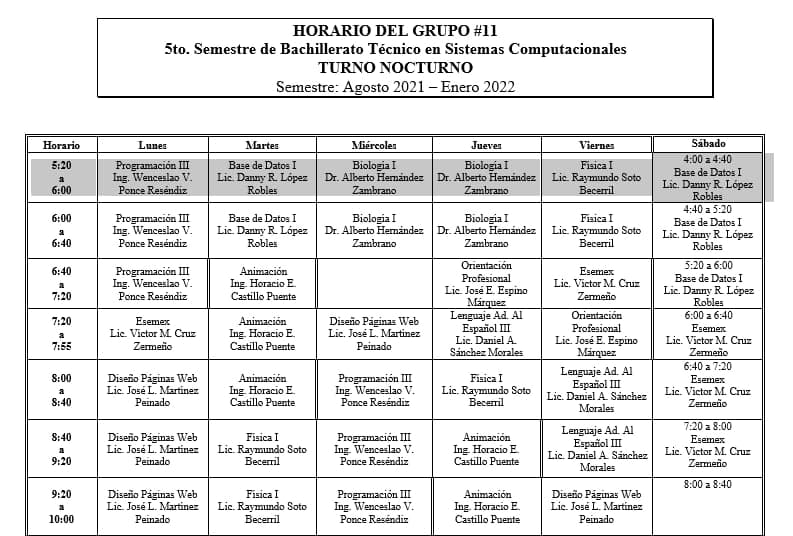 HORARIO DEL GRUPO #11
5to. Semestre de Bachillerato Técnico en Sistemas Computacionales
TURNO NOCTURNO
Semestre: Agosto 2021 – Enero 2022
Horario Lunes Martes Miércoles Jueves Viernes Sábado
5:20 Programación III Base de Datos I Biología I Biología I Física I 4:00 a 4:40
a Ing. Wenceslao V. Lic. Danny R. López Dr. Alberto Hernández Dr. Alberto Hernández Lic. Raymundo Soto Base de Datos I
6:00 Ponce Reséndiz Robles Zambrano Zambrano Becerril Lic. Danny R. López
Robles
6:00 Programación III Base de Datos I Biología I Biología I Física I 4:40 a 5:20
a Ing. Wenceslao V. Lic. Danny R. López Dr. Alberto Hernández Dr. Alberto Hernández Lic. Raymundo Soto Base de Datos I
6:40 Ponce Reséndiz Robles Zambrano Zambrano Becerril Lic. Danny R. López
Robles
6:40 Programación III Animación Orientación Esemex 5:20 a 6:00
a Ing. Wenceslao V. Ing. Horacio E. Profesional Lic. Victor M. Cruz Base de Datos I
7:20 Ponce Reséndiz Castillo Puente Lic. José E. Espino Zermeño Lic. Danny R. López
Márquez Robles
7:20 Esemex Animación Diseño Páginas Web Lenguaje Ad. Al Orientación 6:00 a 6:40
a Lic. Victor M. Cruz Ing. Horacio E. Lic. José L. Martínez Español III Profesional Esemex
7:55 Zermeño Castillo Puente Peinado Lic. Daniel A. Lic. José E. Espino Lic. Victor M. Cruz
Sánchez Morales Márquez Zermeño
8:00 Diseño Páginas Web Animación Programación III Física I Lenguaje Ad. Al 6:40 a 7:20
a Lic. José L. Martínez Ing. Horacio E. Ing. Wenceslao V. Lic. Raymundo Soto Español III Esemex
8:40 Peinado Castillo Puente Ponce Reséndiz Becerril Lic. Daniel A. Sánchez Lic. Victor M. Cruz
Morales Zermeño
8:40 Diseño Páginas Web Física I Programación III Animación Lenguaje Ad. Al 7:20 a 8:00
a Lic. José L. Martínez Lic. Raymundo Soto Ing. Wenceslao V. Ing. Horacio E. Español III Esemex
9:20 Peinado Becerril Ponce Reséndiz Castillo Puente Lic. Daniel A. Sánchez Lic. Victor M. Cruz
Morales Zermeño
9:20 Diseño Páginas Web Física I Programación III Animación Diseño Páginas Web 8:00 a 8:40
a Lic. José L. Martínez Lic. Raymundo Soto Ing. Wenceslao V. Ing. Horacio E. Lic. José L. Martínez
10:00 Peinado Becerril Ponce Reséndiz Castillo Puente Peinado